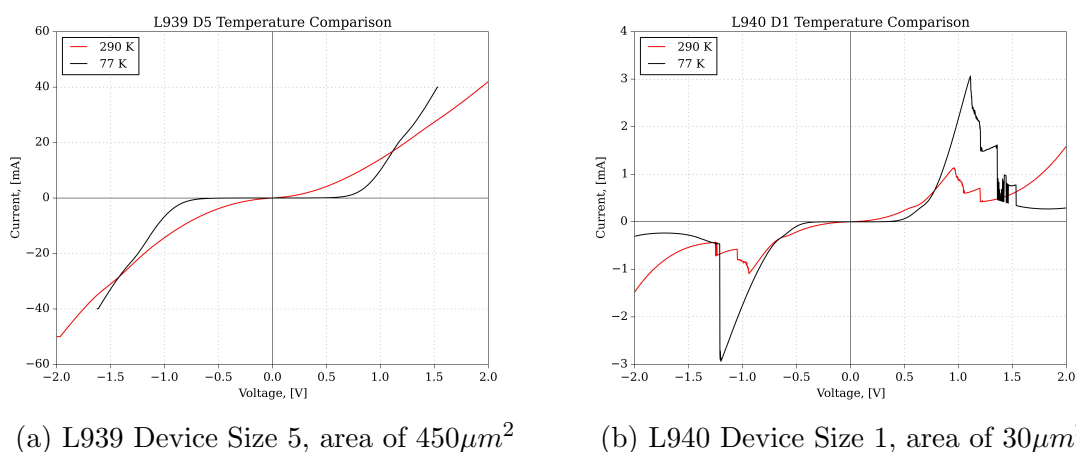 L939 D5 Temperature Comparison
290 K
77 K
60
40
20
0
−20
−40
−60
Current, [mA]
−2.0 −1.5 −1.0 −0.5 0.0 0.5 1.0 1.5 2.0
Voltage, [V]
(a) L939 Device Size 5, area of 450μm²
L940 D1 Temperature Comparison
290 K
77 K
4
3
2
1
0
−1
−2
−3
Current, [mA]
−2.0 −1.5 −1.0 −0.5 0.0 0.5 1.0 1.5 2.0
Voltage, [V]
(b) L940 Device Size 1, area of 30μm